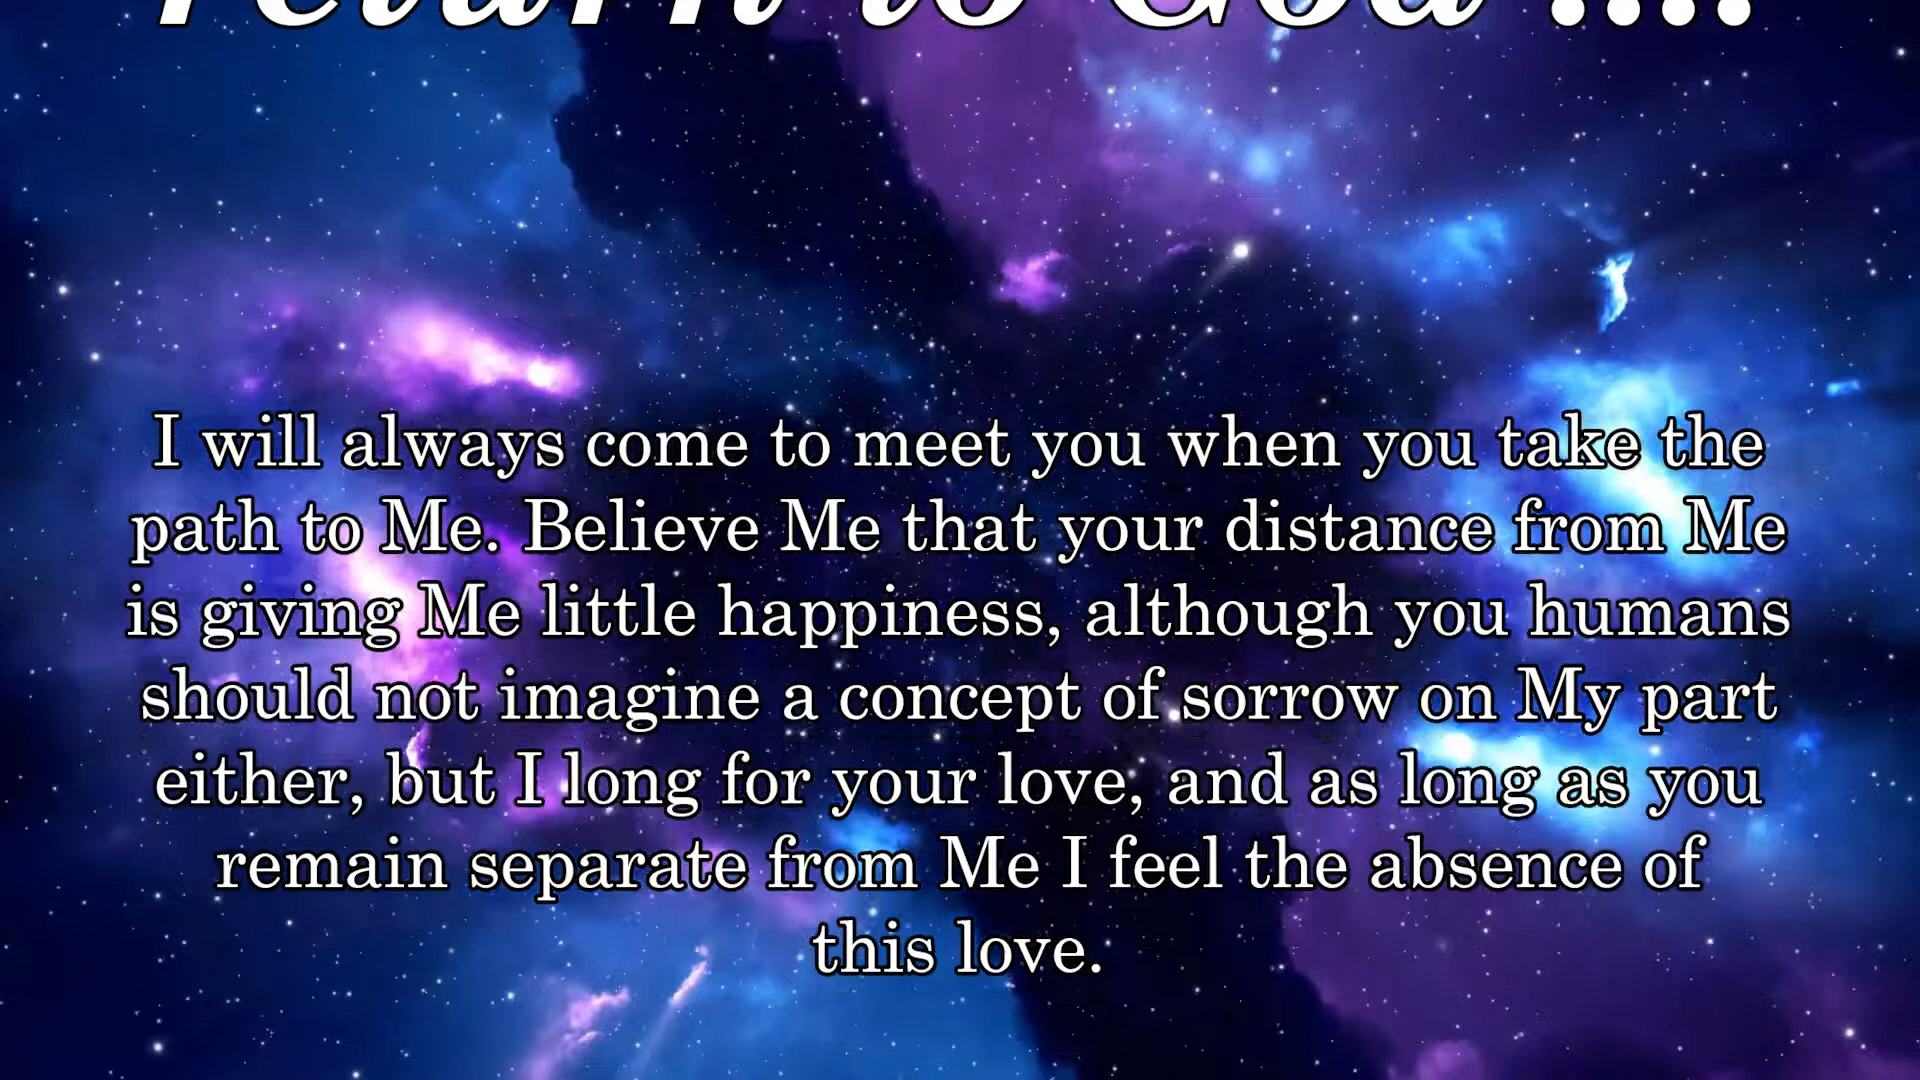 return to God ....
I will always come to meet you when you take the
path to Me. Believe Me that your distance from Me
is giving Me little happiness, although you humans
should not imagine a concept of sorrow on My part
either, but I long for your love, and as long as you
remain separate from Me I feel the absence of
this love.